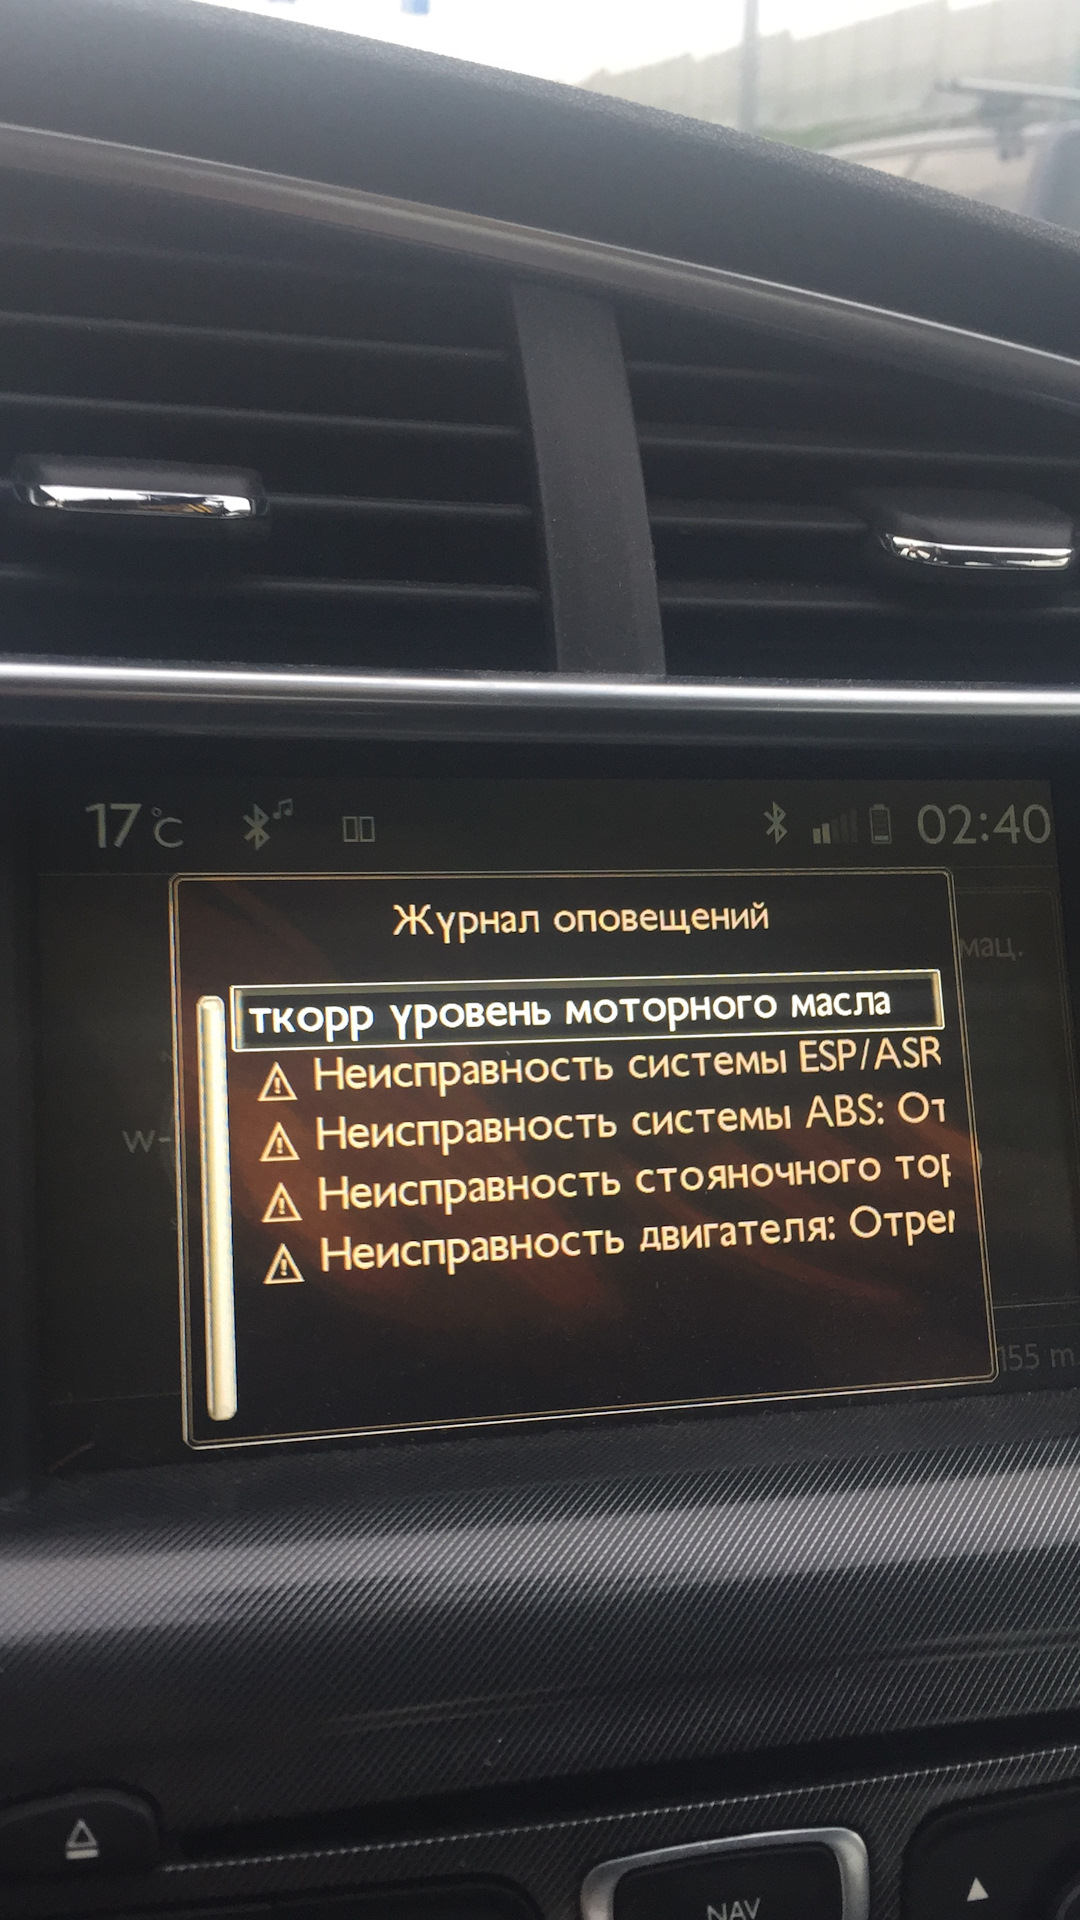 17°C
02:40
Журнал оповещений
мац.
ткорр уровень моторного масла
Неисправность системы ESP/ASR
Неисправность системы ABS: От
W-
Неисправность стояночного тор
Неисправность двигателя: Отрем
155 m
NAV